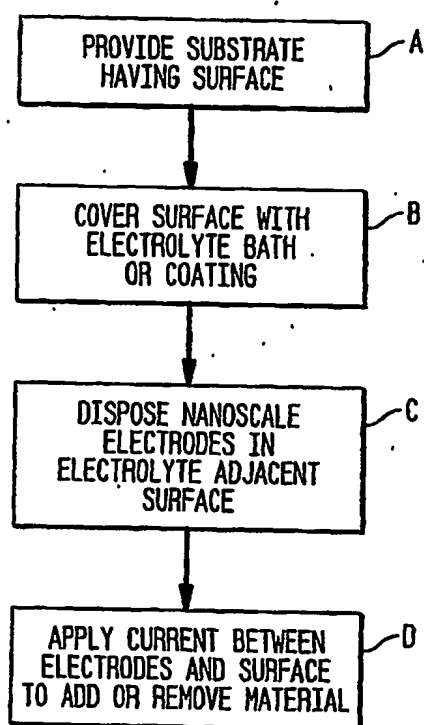 PROVIDE SUBSTRATE
HAVING SURFACE
A
COVER SURFACE WITH
ELECTROLYTE BATH
OR COATING
B
DISPOSE NANOSCALE
ELECTRODES IN
ELECTROLYTE ADJACENT
SURFACE
C
APPLY CURRENT BETWEEN
ELECTRODES AND SURFACE
TO ADD OR REMOVE MATERIAL
D